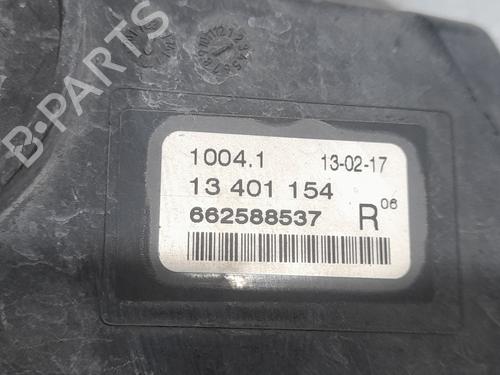 B-PARTS
1004.1 13-02-17
13 401 154
662588537 R 06